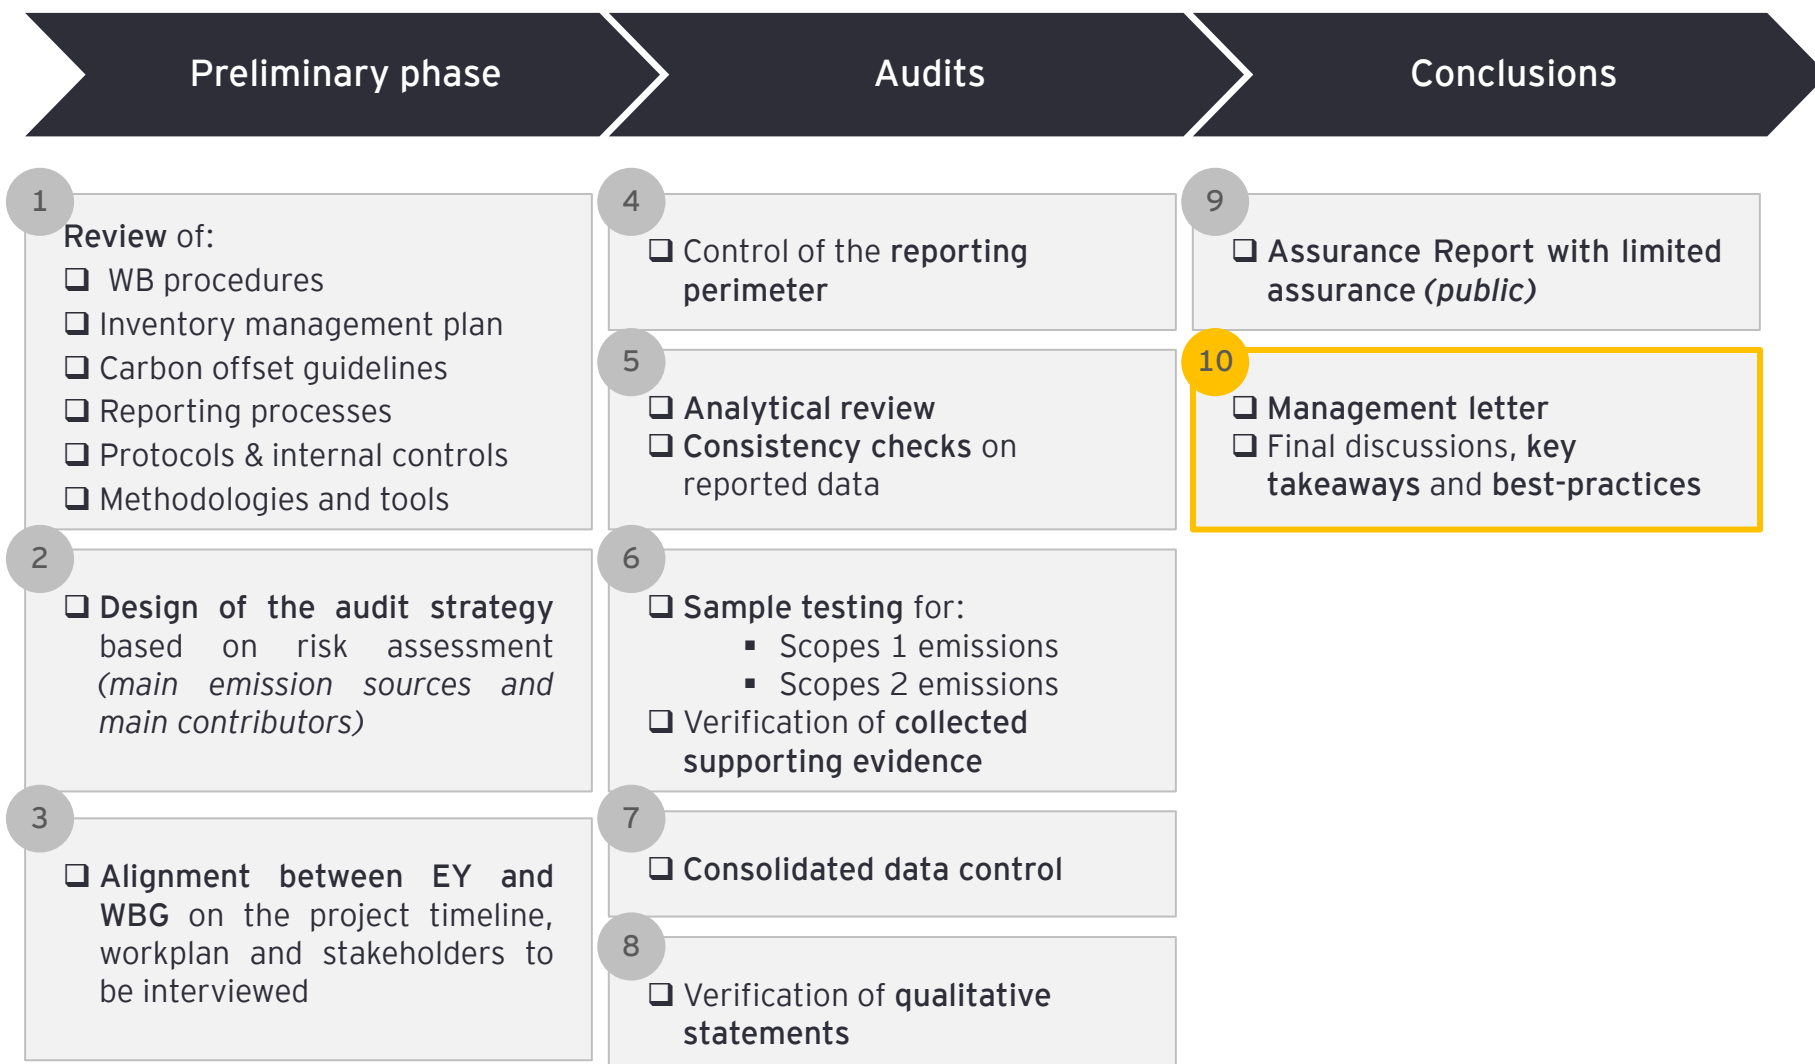 Preliminary phase
Audits
Conclusions
1
Review of:
❑ WB procedures
❑ Inventory management plan
❑ Carbon offset guidelines
❑ Reporting processes
❑ Protocols & internal controls
❑ Methodologies and tools
2
❑ Design of the audit strategy
based on risk assessment
(main emission sources and
main contributors)
3
❑ Alignment between EY and
WBG on the project timeline,
workplan and stakeholders to
be interviewed
4
❑ Control of the reporting
perimeter
5
❑ Analytical review
❑ Consistency checks on
reported data
6
❑ Sample testing for:
▪ Scopes 1 emissions
▪ Scopes 2 emissions
❑ Verification of collected
supporting evidence
7
❑ Consolidated data control
8
❑ Verification of qualitative
statements
9
❑ Assurance Report with limited
assurance (public)
10
❑ Management letter
❑ Final discussions, key
takeaways and best-practices